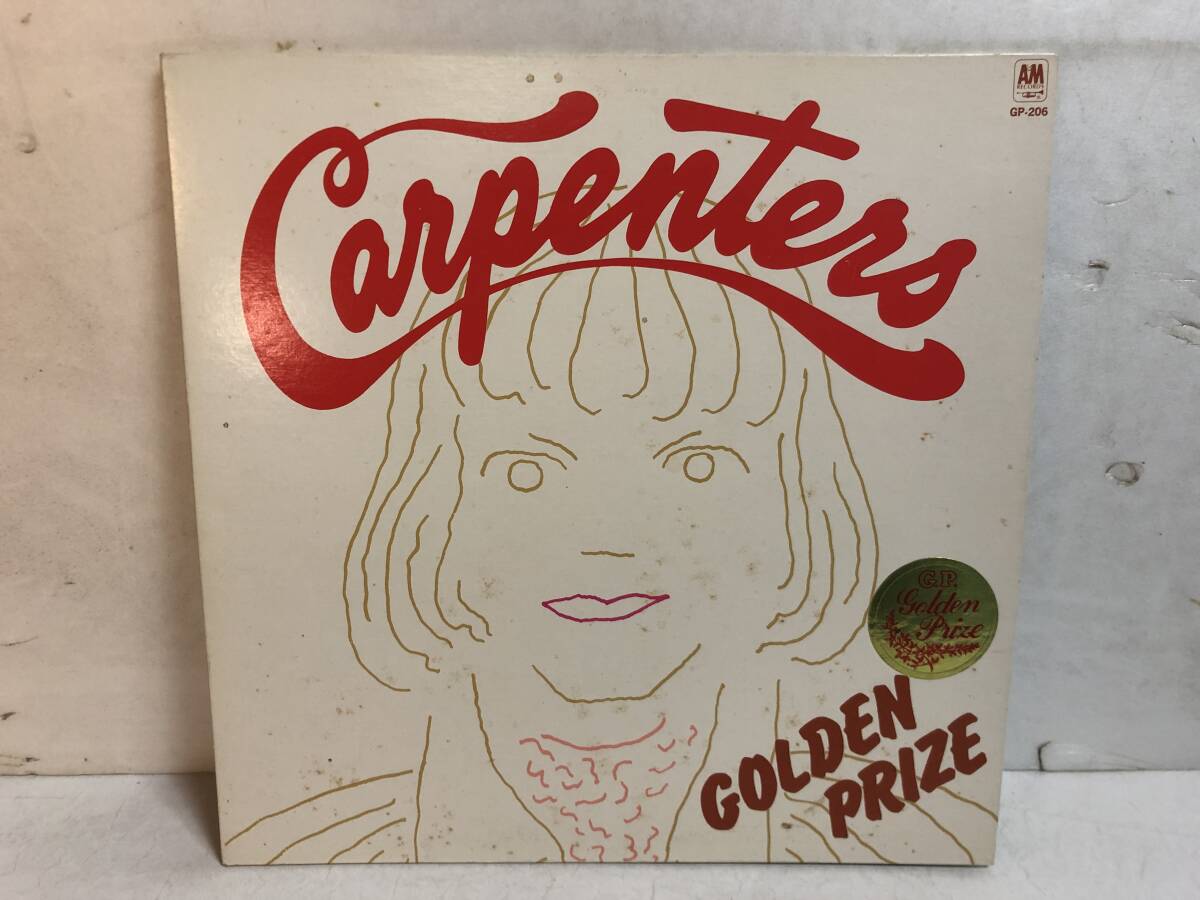 Carpenters
A&M
RECORDS
GP-206
G.P.
Golden
Prize
GOLDEN
PRIZE